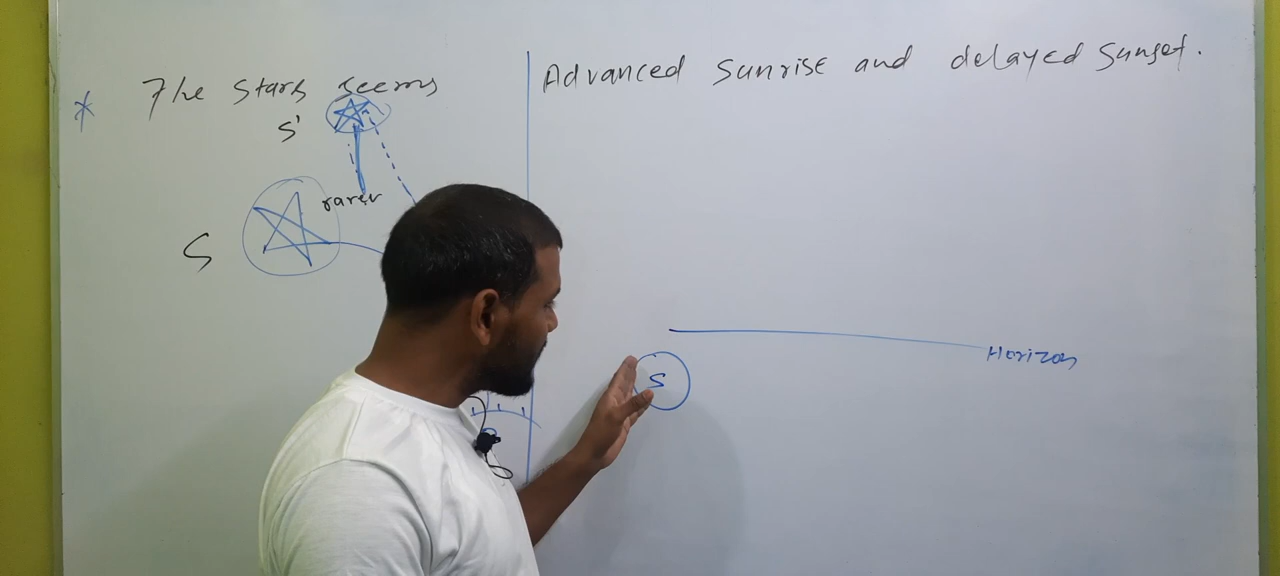 * The stars seems
S'
rarer
S
Advanced sunrise and delayed sunset.
Horizon
S